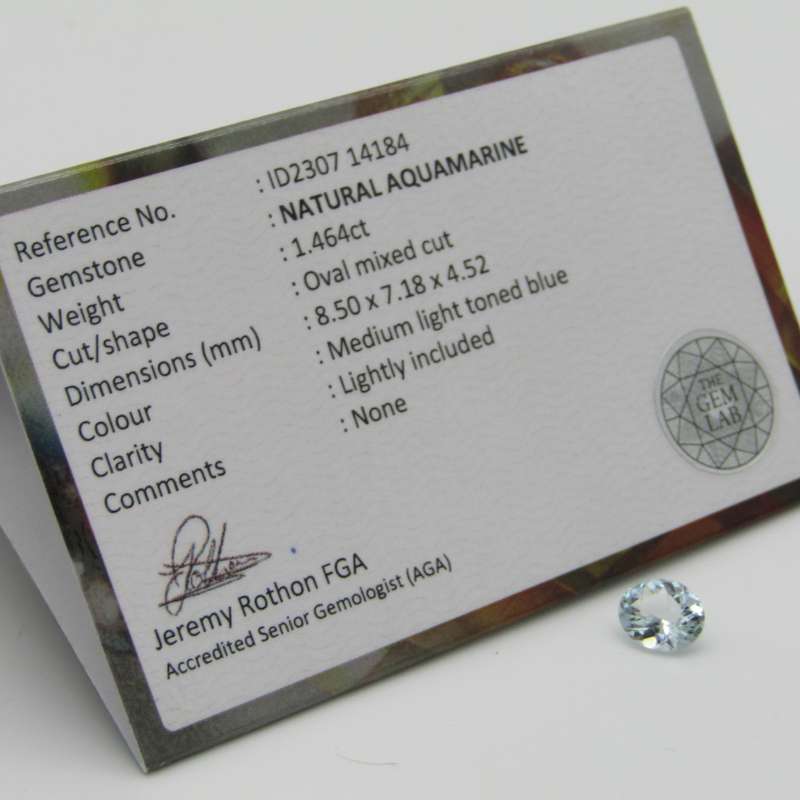 Reference No. : ID2307 14184
Gemstone : NATURAL AQUAMARINE
Weight : 1.464ct
Cut/shape : Oval mixed cut
Dimensions (mm) : 8.50 x 7.18 x 4.52
Colour : Medium light toned blue
Clarity : Lightly included
Comments : None
THE
GEM
LAB
Jeremy Rothon FGA
Accredited Senior Gemologist (AGA)